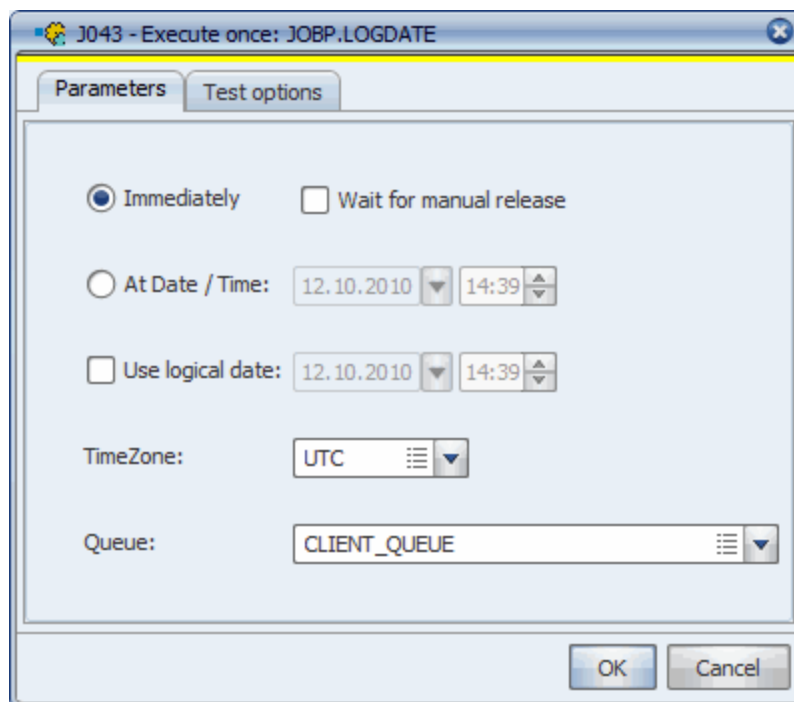 J043 - Execute once: JOBP.LOGDATE
Parameters Test options
Immediately Wait for manual release
At Date / Time: 12.10.2010 14:39
Use logical date: 12.10.2010 14:39
TimeZone: UTC
Queue: CLIENT_QUEUE
OK Cancel